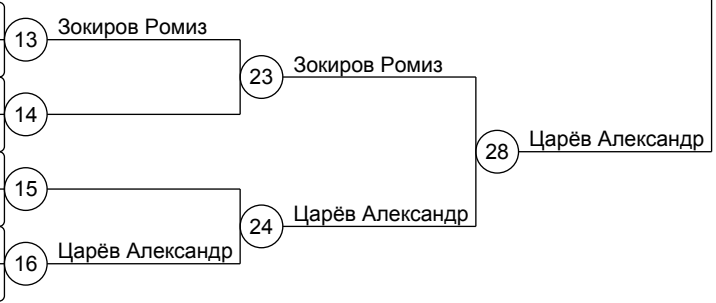 13 Зокиров Ромиз
23 Зокиров Ромиз
14
28 Царёв Александр
15
24 Царёв Александр
16 Царёв Александр